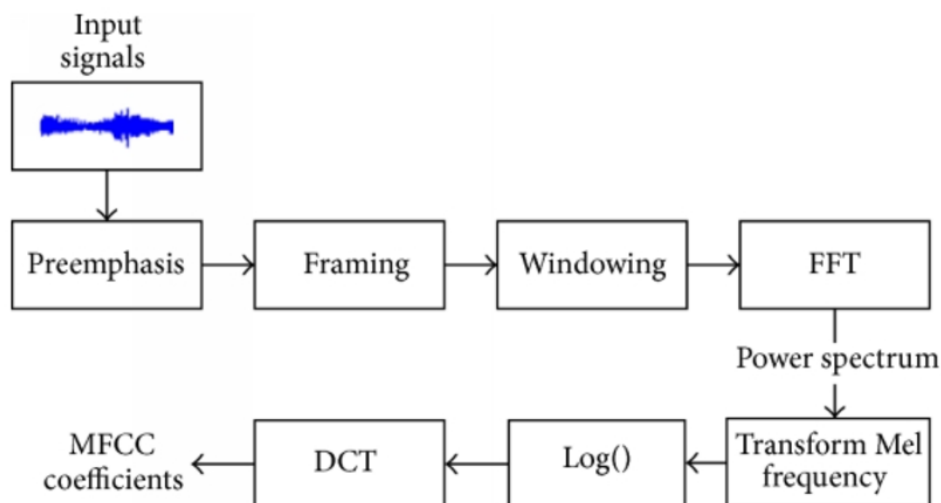 Input
signals
Preemphasis
Framing
Windowing
FFT
Power spectrum
Transform Mel
frequency
Log()
DCT
MFCC
coefficients